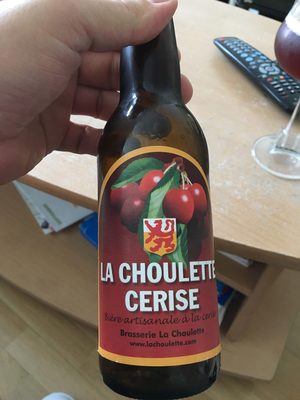 LA CHOULETTE
CERISE
Bière artisanale à la cerise
Brasserie La Choulette
www.lachoulette.com